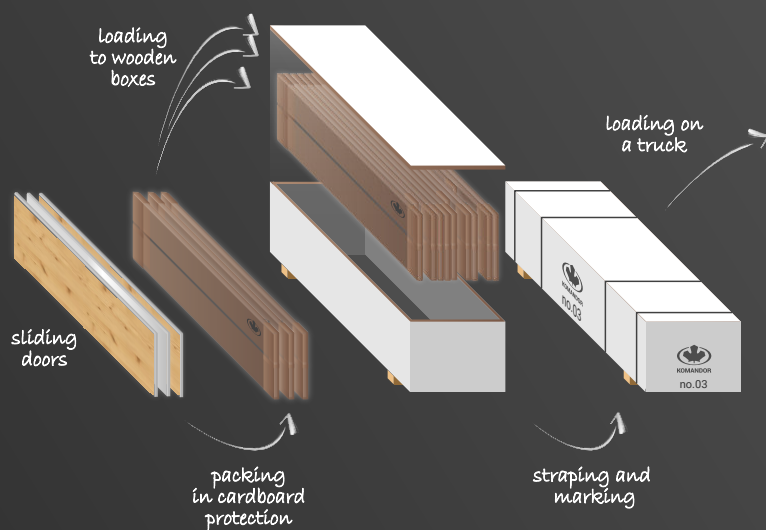 loading
to wooden
boxes
loading on
a truck
sliding
doors
KOMANDOR
no.03
KOMANDOR
no.03
packing
in cardboard
protection
straping and
marking